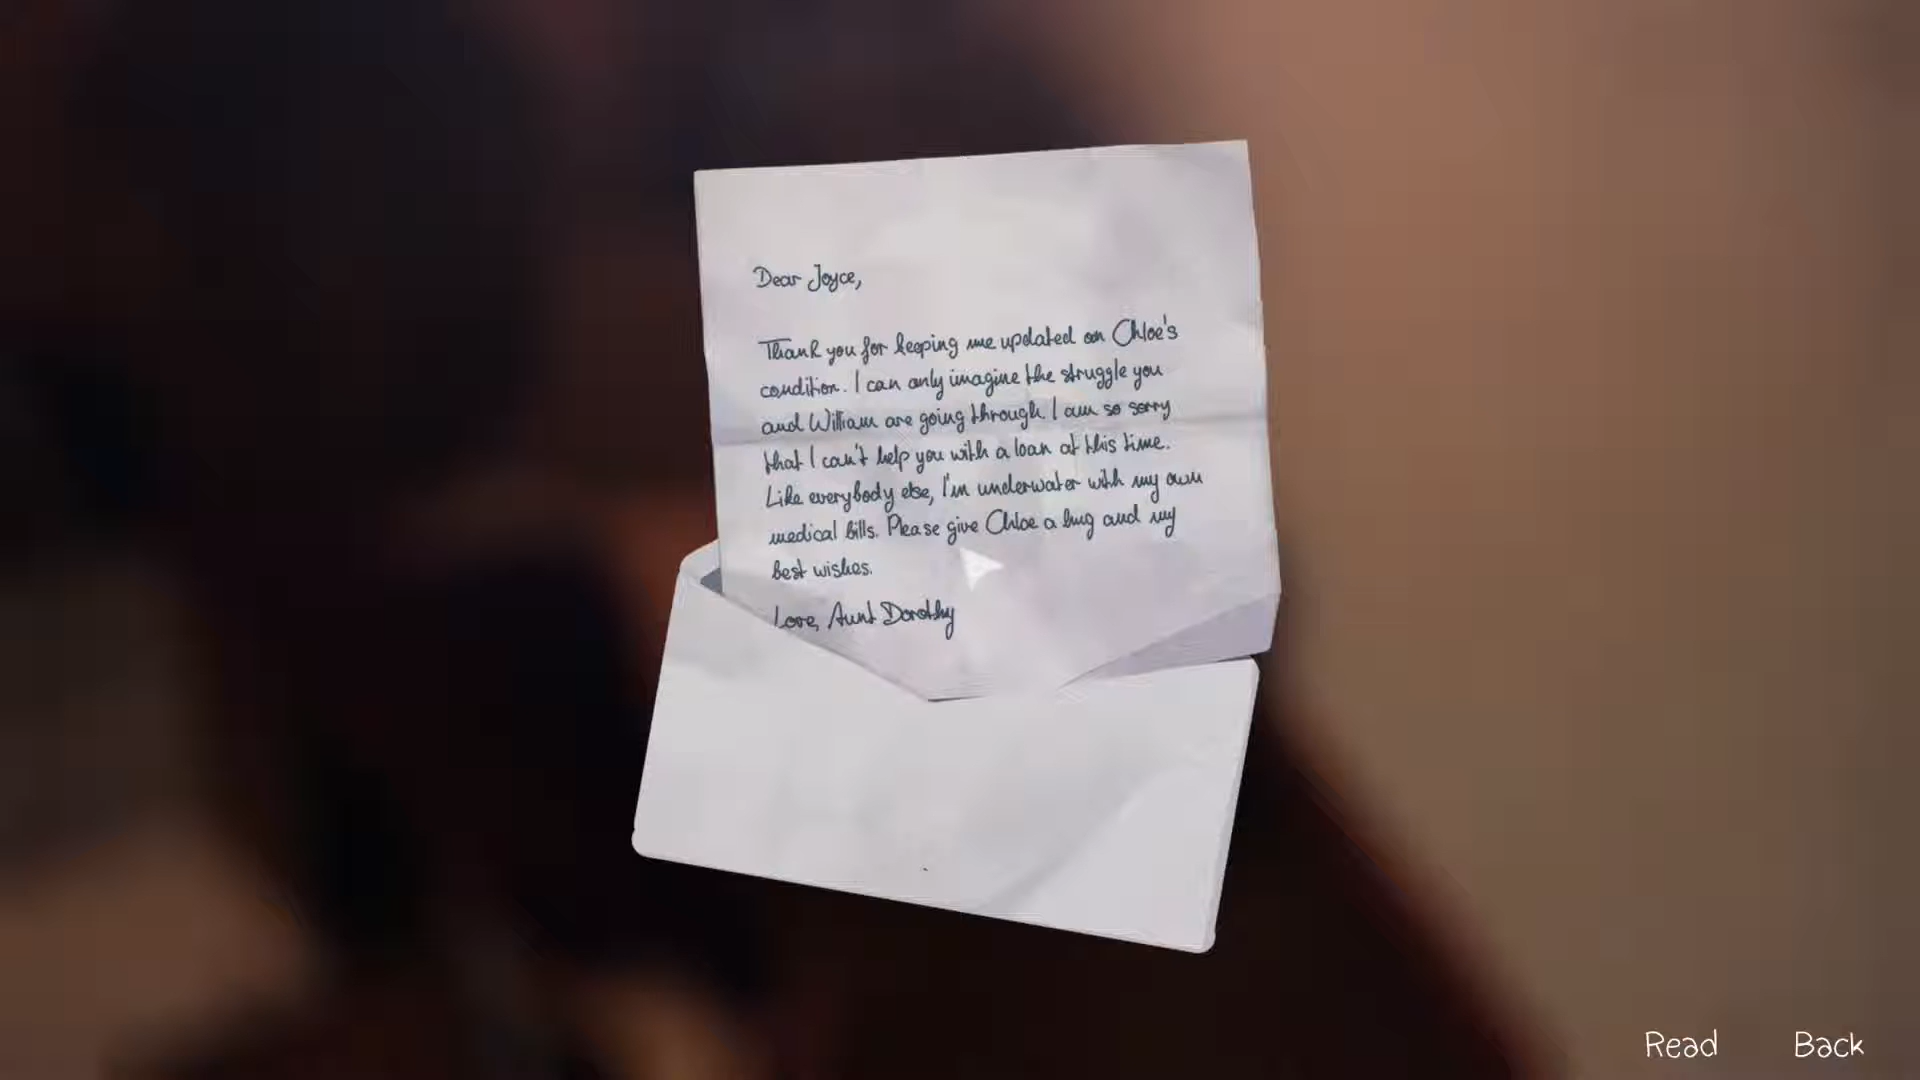 Dear Joyce,
Thank you for keeping me updated on Chloe's
condition. I can only imagine the struggle you
and William are going through. I am so sorry
that I can't help you with a loan at this time.
Like everybody else, I'm underwater with my own
medical bills. Please give Chloe a hug and my
best wishes.
Love, Aunt Dorothy
Read Back